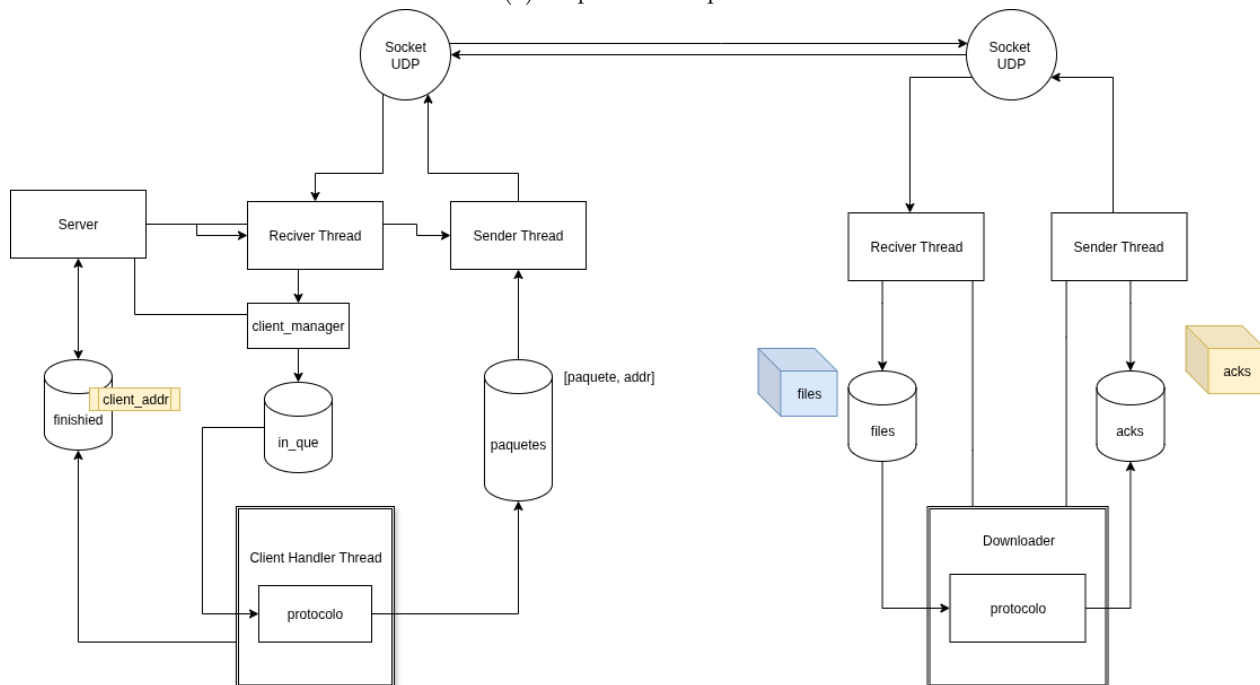 Socket
UDP
Socket
UDP
Server
Reciver Thread
Sender Thread
Reciver Thread
Sender Thread
client_manager
client_addr
finishied
in_que
[paquete, addr]
paquetes
files
files
acks
acks
Client Handler Thread
protocolo
Downloader
protocolo